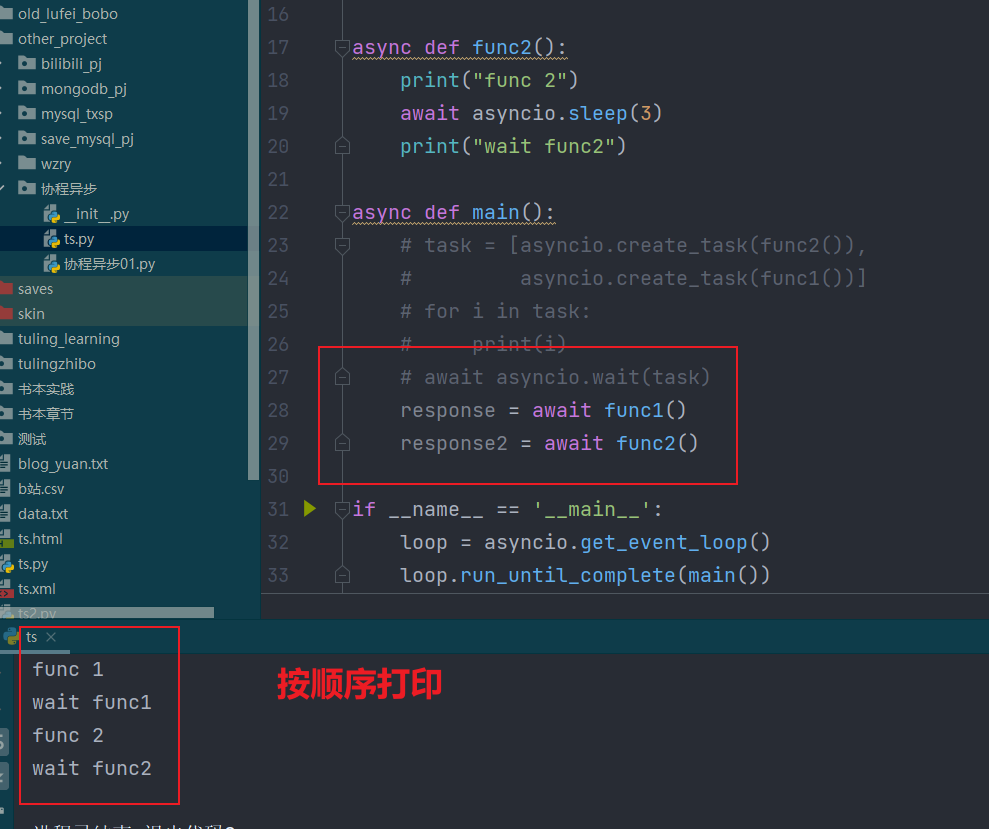 old_lufei_bobo
other_project
bilibili_pj
mongodb_pj
mysql_txsp
save_mysql_pj
wzry
协程异步
__init__.py
ts.py
协程异步01.py
saves
skin
tuling_learning
tulingzhibo
书本实践
书本章节
测试
blog_yuan.txt
b站.csv
data.txt
ts.html
ts.py
ts.xml
ts2.py
16
17 async def func2():
18 print("func 2")
19 await asyncio.sleep(3)
20 print("wait func2")
21
22 async def main():
23 # task = [asyncio.create_task(func2()),
24 # asyncio.create_task(func1())]
25 # for i in task:
26 # print(i)
27 # await asyncio.wait(task)
28 response = await func1()
29 response2 = await func2()
30
31 if __name__ == '__main__':
32 loop = asyncio.get_event_loop()
33 loop.run_until_complete(main())
ts
func 1
wait func1
func 2
wait func2
按顺序打印